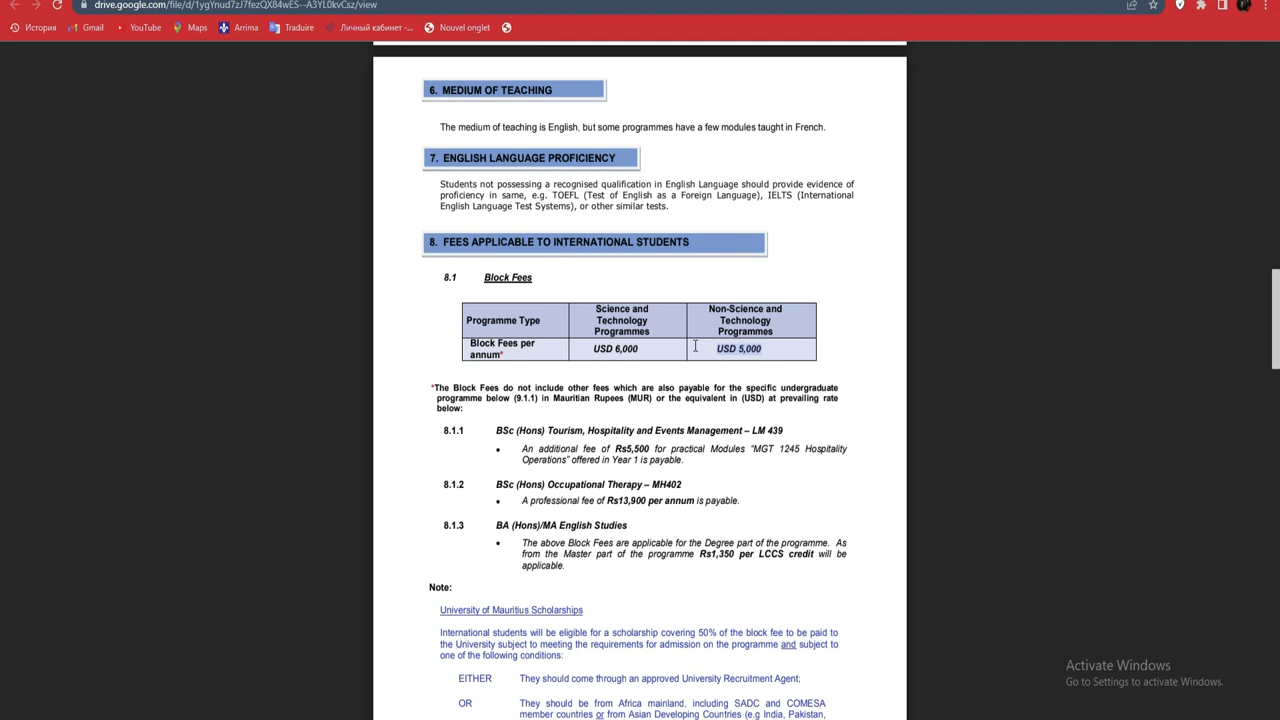 drive.google.com/file/d/1ygYnud7zJ7fezQX84wES--A3YL0kvCsz/view
История
Gmail
YouTube
Maps
Arrima
Traduire
Личный кабинет -...
Nouvel onglet
6. MEDIUM OF TEACHING
The medium of teaching is English, but some programmes have a few modules taught in French.
7. ENGLISH LANGUAGE PROFICIENCY
Students not possessing a recognised qualification in English Language should provide evidence of
proficiency in same, e.g. TOEFL (Test of English as a Foreign Language), IELTS (International
English Language Test Systems), or other similar tests.
8. FEES APPLICABLE TO INTERNATIONAL STUDENTS
8.1 Block Fees
Programme Type
Science and
Technology
Programmes
Non-Science and
Technology
Programmes
Block Fees per
annum*
USD 6,000
USD 5,000
*The Block Fees do not include other fees which are also payable for the specific undergraduate
programme below (9.1.1) in Mauritian Rupees (MUR) or the equivalent in (USD) at prevailing rate
below:
8.1.1 BSc (Hons) Tourism, Hospitality and Events Management – LM 439
• An additional fee of Rs5,500 for practical Modules "MGT 1245 Hospitality
Operations" offered in Year 1 is payable.
8.1.2 BSc (Hons) Occupational Therapy – MH402
• A professional fee of Rs13,900 per annum is payable.
8.1.3 BA (Hons)/MA English Studies
• The above Block Fees are applicable for the Degree part of the programme. As
from the Master part of the programme Rs1,350 per LCCS credit will be
applicable.
Note:
University of Mauritius Scholarships
International students will be eligible for a scholarship covering 50% of the block fee to be paid to
the University subject to meeting the requirements for admission on the programme and subject to
one of the following conditions:
EITHER They should come through an approved University Recruitment Agent;
OR They should be from Africa mainland, including SADC and COMESA
member countries or from Asian Developing Countries (e.g India, Pakistan,
Activate Windows
Go to Settings to activate Windows.